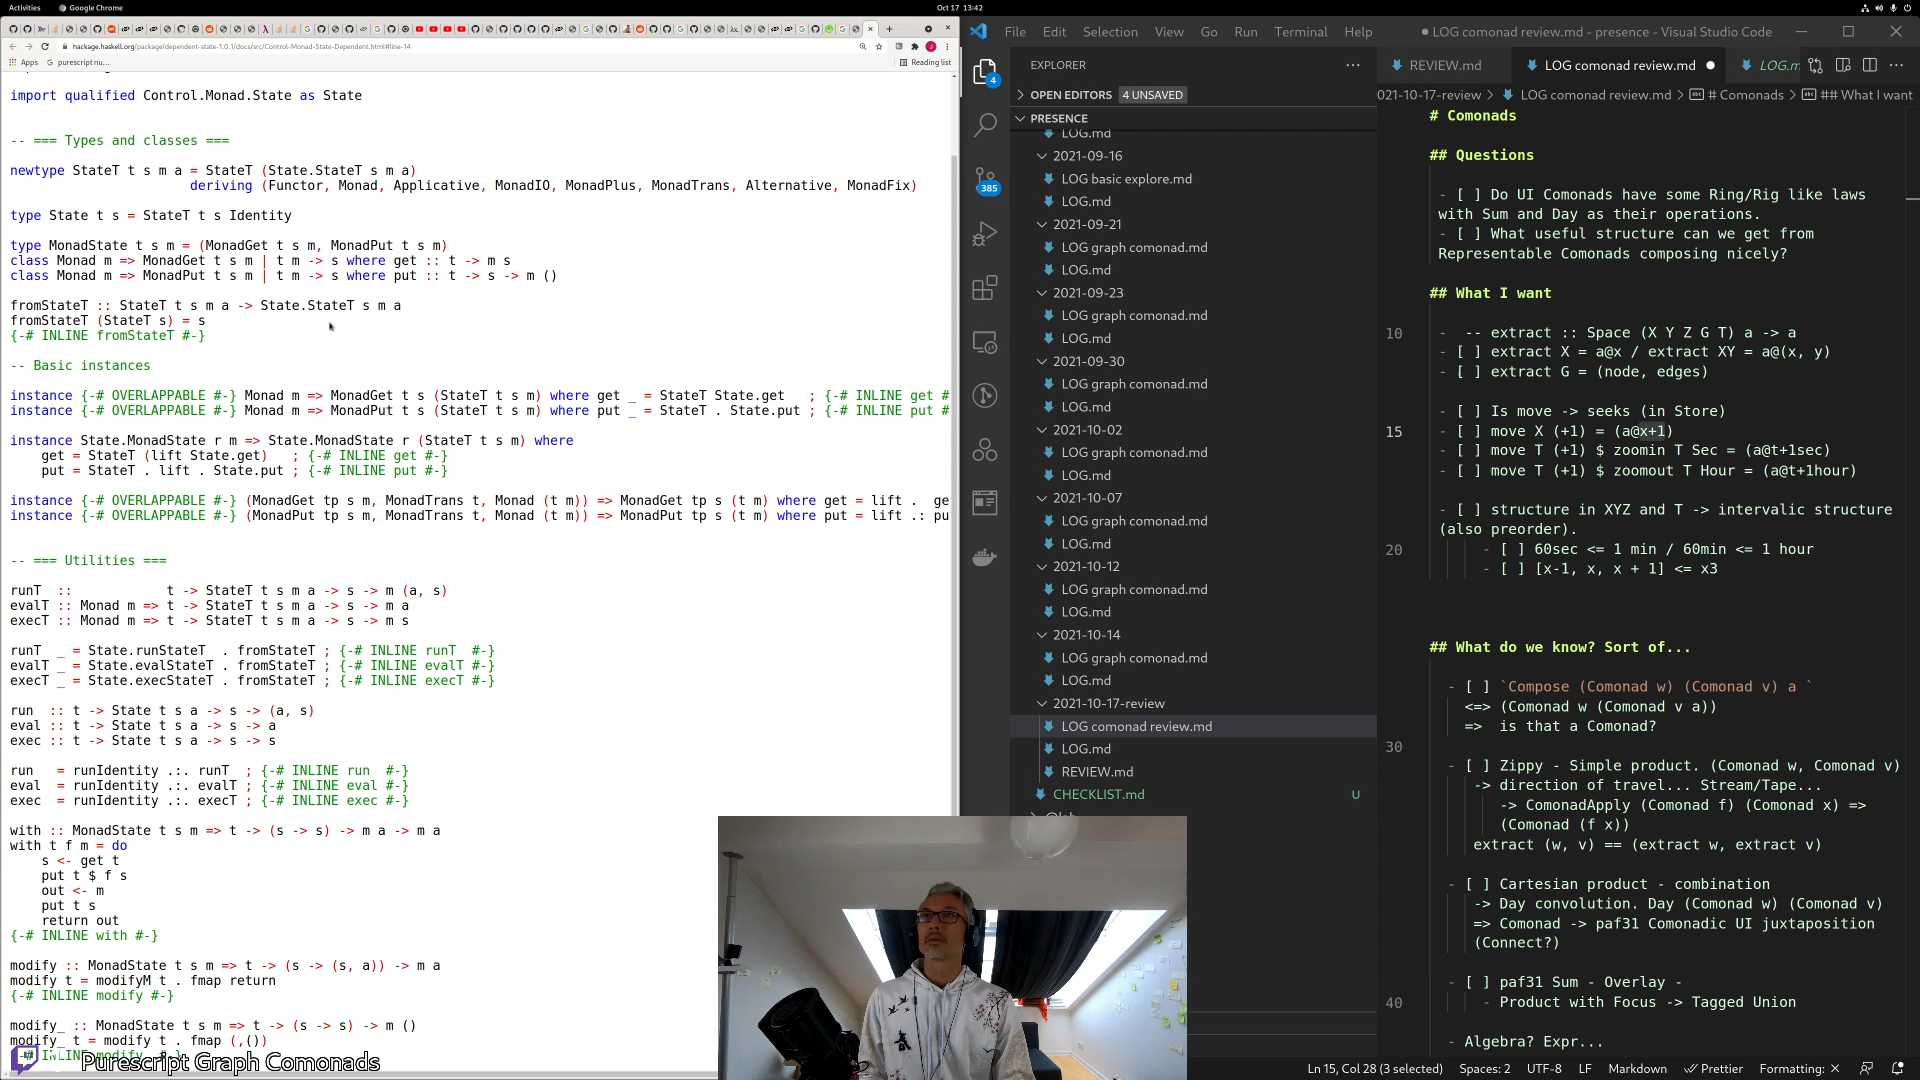 Activities
Google Chrome
Oct 17 13:42
hackage.haskell.org/package/dependent-state-1.0.1/docs/src/Control-Monad-State-Dependent.html#line-14
Apps
purescript nu...
Reading list
import qualified Control.Monad.State as State
-- === Types and classes ===
newtype StateT t s m a = StateT (State.StateT s m a)
deriving (Functor, Monad, Applicative, MonadIO, MonadPlus, MonadTrans, Alternative, MonadFix)
type State t s = StateT t s Identity
type MonadState t s m = (MonadGet t s m, MonadPut t s m)
class Monad m => MonadGet t s m | t m -> s where get :: t -> m s
class Monad m => MonadPut t s m | t m -> s where put :: t -> s -> m ()
fromStateT :: StateT t s m a -> State.StateT s m a
fromStateT (StateT s) = s
{-# INLINE fromStateT #-}
-- Basic instances
instance {-# OVERLAPPABLE #-} Monad m => MonadGet t s (StateT t s m) where get _ = StateT State.get   ; {-# INLINE get #
instance {-# OVERLAPPABLE #-} Monad m => MonadPut t s (StateT t s m) where put _ = StateT . State.put ; {-# INLINE put #
instance State.MonadState r m => State.MonadState r (StateT t s m) where
get = StateT (lift State.get)   ; {-# INLINE get #-}
put = StateT . lift . State.put ; {-# INLINE put #-}
instance {-# OVERLAPPABLE #-} (MonadGet tp s m, MonadTrans t, Monad (t m)) => MonadGet tp s (t m) where get = lift .  ge
instance {-# OVERLAPPABLE #-} (MonadPut tp s m, MonadTrans t, Monad (t m)) => MonadPut tp s (t m) where put = lift .: pu
-- === Utilities ===
runT  ::            t -> StateT t s m a -> s -> m (a, s)
evalT :: Monad m => t -> StateT t s m a -> s -> m a
execT :: Monad m => t -> StateT t s m a -> s -> m s
runT  _ = State.runStateT  . fromStateT ; {-# INLINE runT  #-}
evalT _ = State.evalStateT . fromStateT ; {-# INLINE evalT #-}
execT _ = State.execStateT . fromStateT ; {-# INLINE execT #-}
run  :: t -> State t s a -> s -> (a, s)
eval :: t -> State t s a -> s -> a
exec :: t -> State t s a -> s -> s
run  = runIdentity .:. runT  ; {-# INLINE run  #-}
eval = runIdentity .:. evalT ; {-# INLINE eval #-}
exec = runIdentity .:. execT ; {-# INLINE exec #-}
with :: MonadState t s m => t -> (s -> s) -> m a -> m a
with t f m = do
s <- get t
put t $ f s
out <- m
put t s
return out
{-# INLINE with #-}
modify :: MonadState t s m => t -> (s -> (s, a)) -> m a
modify t = modifyM t . fmap return
{-# INLINE modify #-}
modify_ :: MonadState t s m => t -> (s -> s) -> m ()
modify_ t = modify t . fmap (,())
Purescript Graph Comonads
File Edit Selection View Go Run Terminal Help
● LOG comonad review.md - presence - Visual Studio Code
EXPLORER
OPEN EDITORS 4 UNSAVED
PRESENCE
LOG.md
2021-09-16
LOG basic explore.md
LOG.md
2021-09-21
LOG graph comonad.md
LOG.md
2021-09-23
LOG graph comonad.md
LOG.md
2021-09-30
LOG graph comonad.md
LOG.md
2021-10-02
LOG graph comonad.md
LOG.md
2021-10-07
LOG graph comonad.md
LOG.md
2021-10-12
LOG graph comonad.md
LOG.md
2021-10-14
LOG graph comonad.md
LOG.md
2021-10-17-review
LOG comonad review.md
LOG.md
REVIEW.md
CHECKLIST.md U
4
385
REVIEW.md
LOG comonad review.md
LOG.m
021-10-17-review > LOG comonad review.md > # Comonads > ## What I want
# Comonads
## Questions
- [ ] Do UI Comonads have some Ring/Rig like laws
with Sum and Day as their operations.
- [ ] What useful structure can we get from
Representable Comonads composing nicely?
## What I want
10 -  -- extract :: Space (X Y Z G T) a -> a
- [ ] extract X = a@x / extract XY = a@(x, y)
- [ ] extract G = (node, edges)
- [ ] Is move -> seeks (in Store)
15 - [ ] move X (+1) = (a@x+1)
- [ ] move T (+1) $ zoomin T Sec = (a@t+1sec)
- [ ] move T (+1) $ zoomout T Hour = (a@t+1hour)
- [ ] structure in XYZ and T -> intervalic structure
(also preorder).
20 - [ ] 60sec <= 1 min / 60min <= 1 hour
- [ ] [x-1, x, x + 1] <= x3
## What do we know? Sort of...
- [ ] `Compose (Comonad w) (Comonad v) a `
<=> (Comonad w (Comonad v a))
=>  is that a Comonad?
30
- [ ] Zippy - Simple product. (Comonad w, Comonad v)
-> direction of travel... Stream/Tape...
-> ComonadApply (Comonad f) (Comonad x) =>
(Comonad (f x))
extract (w, v) == (extract w, extract v)
- [ ] Cartesian product - combination
-> Day convolution. Day (Comonad w) (Comonad v)
=> Comonad -> paf31 Comonadic UI juxtaposition
(Connect?)
- [ ] paf31 Sum - Overlay -
40 - Product with Focus -> Tagged Union
- Algebra? Expr...
Ln 15, Col 28 (3 selected) Spaces: 2 UTF-8 LF Markdown Prettier Formatting: ×